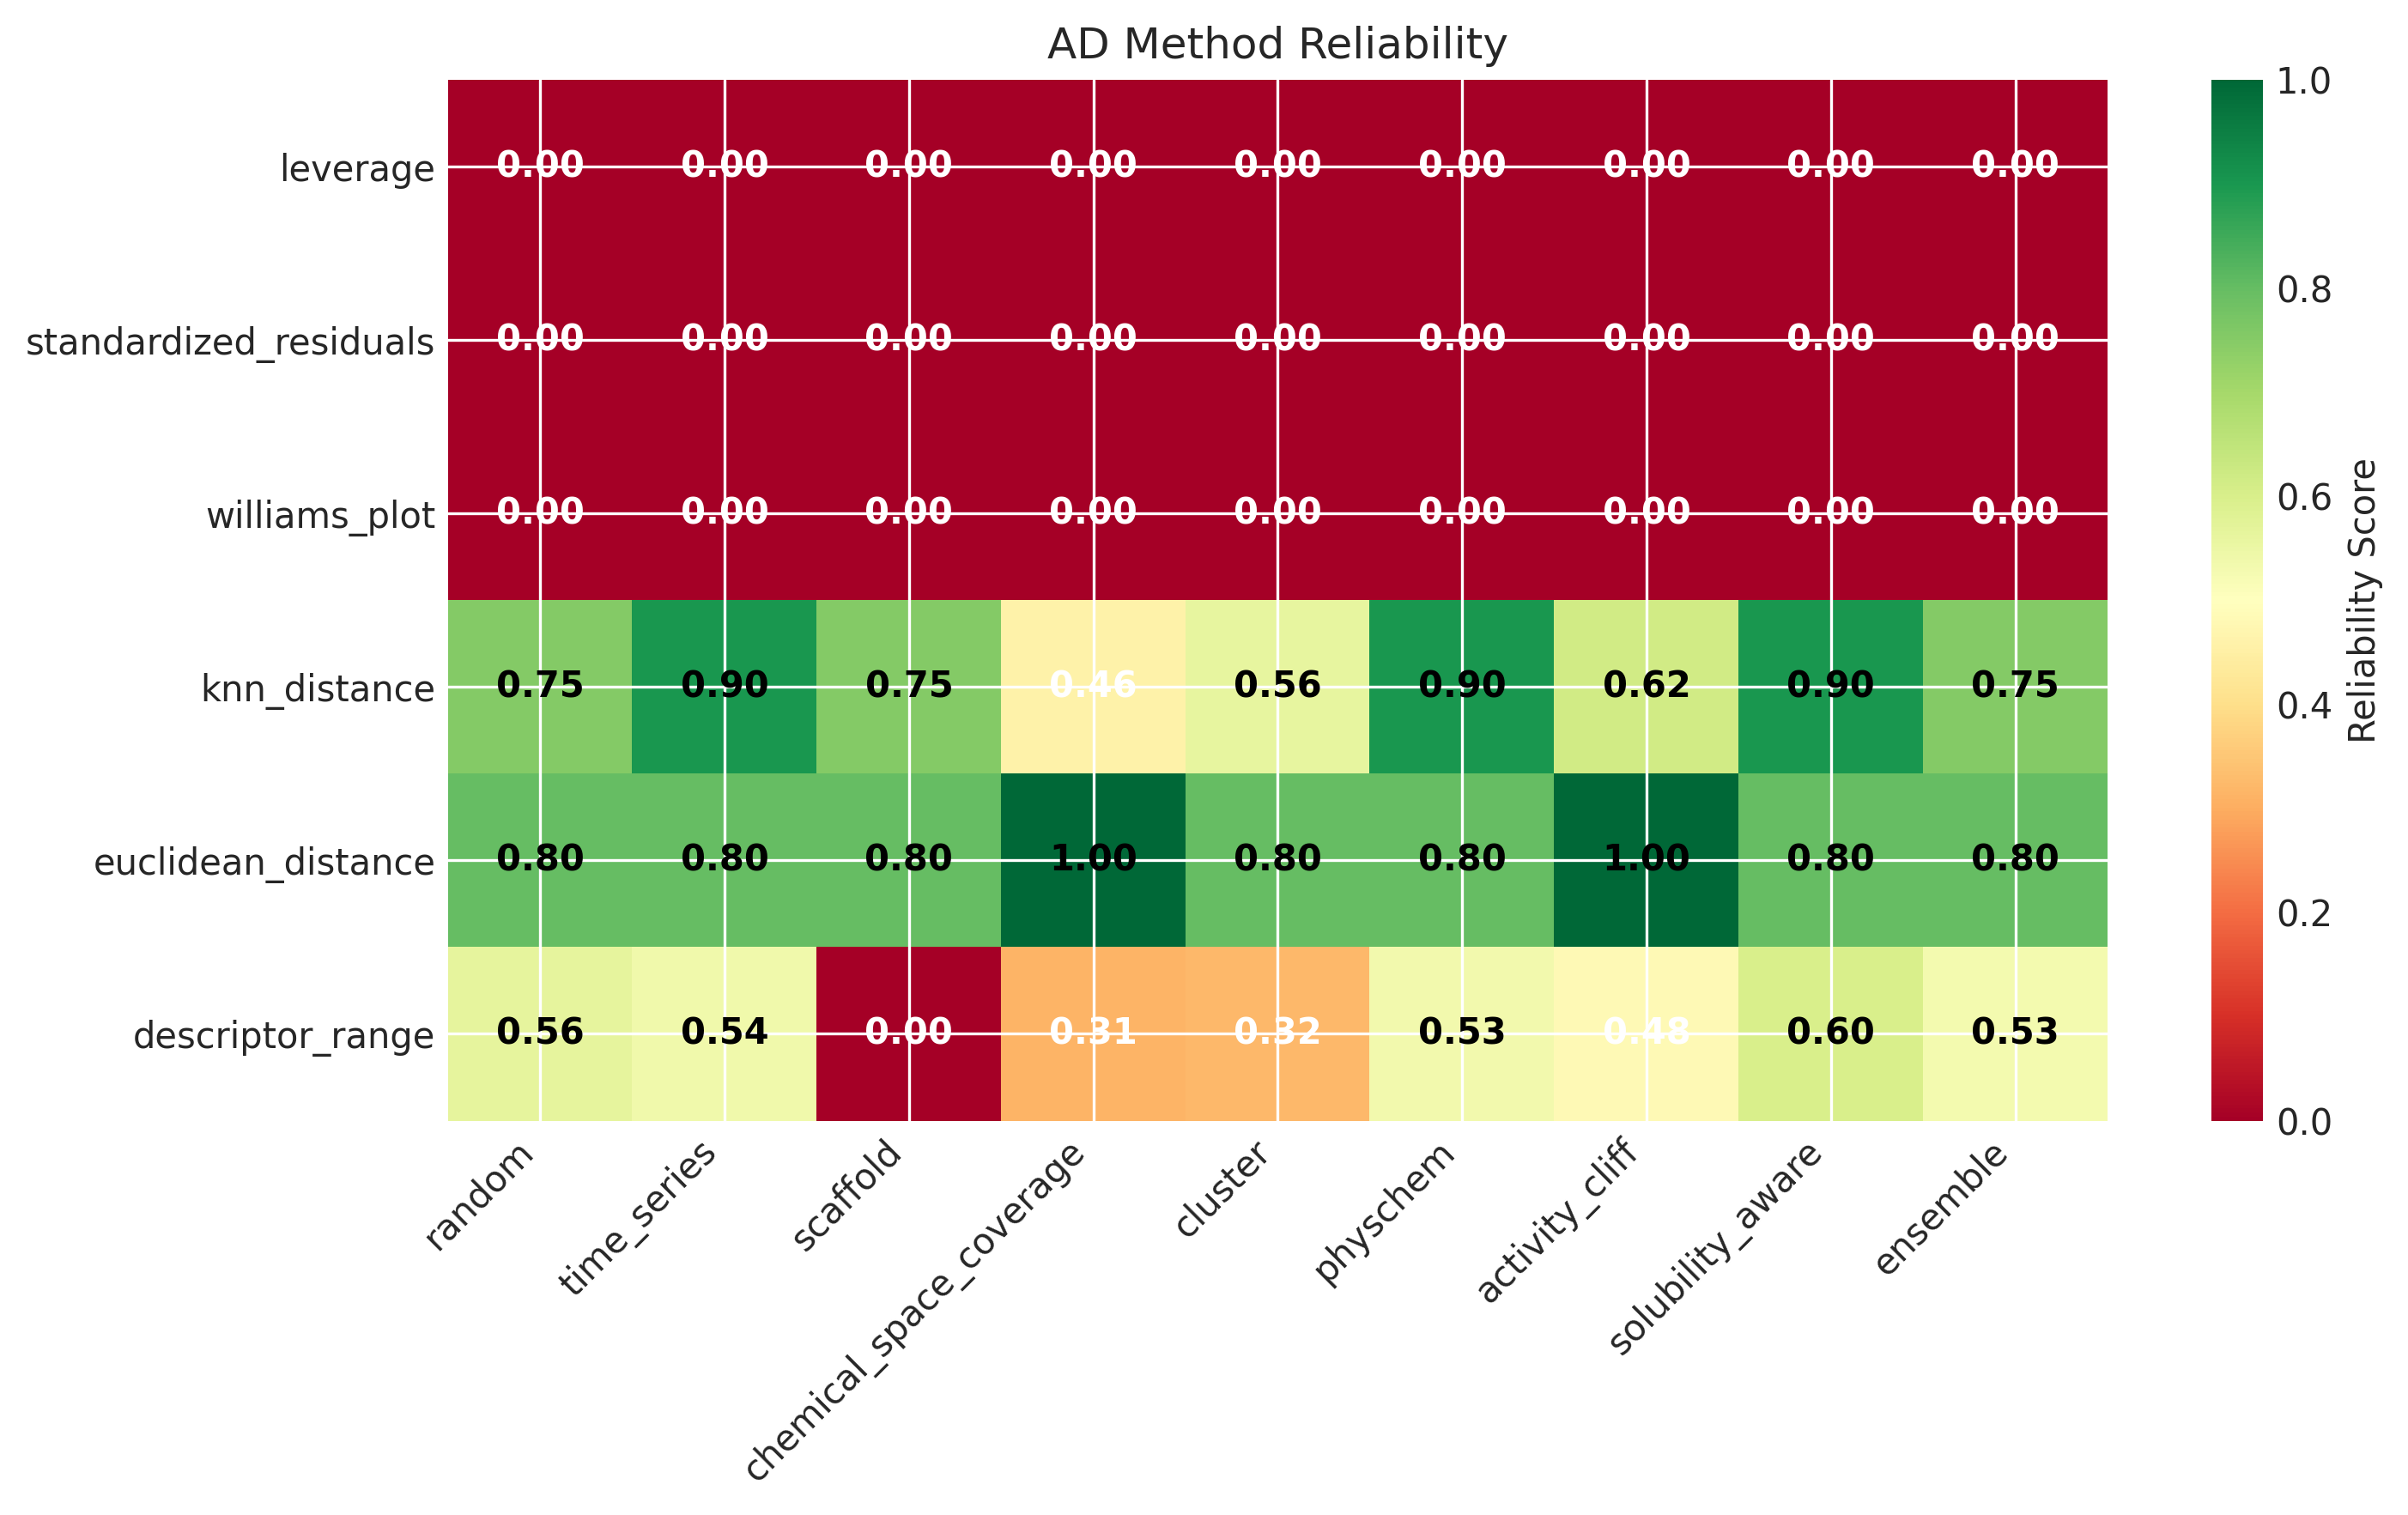 AD Method Reliability
leverage 0.00 0.00 0.00 0.00 0.00 0.00 0.00 0.00 0.00
standardized_residuals 0.00 0.00 0.00 0.00 0.00 0.00 0.00 0.00 0.00
williams_plot 0.00 0.00 0.00 0.00 0.00 0.00 0.00 0.00 0.00
knn_distance 0.75 0.90 0.75 0.46 0.56 0.90 0.62 0.90 0.75
euclidean_distance 0.80 0.80 0.80 1.00 0.80 0.80 1.00 0.80 0.80
descriptor_range 0.56 0.54 0.00 0.31 0.32 0.53 0.48 0.60 0.53
random
time_series
scaffold
chemical_space_coverage
cluster
physchem
activity_cliff
solubility_aware
ensemble
1.0
0.8
0.6
0.4
0.2
0.0
Reliability Score